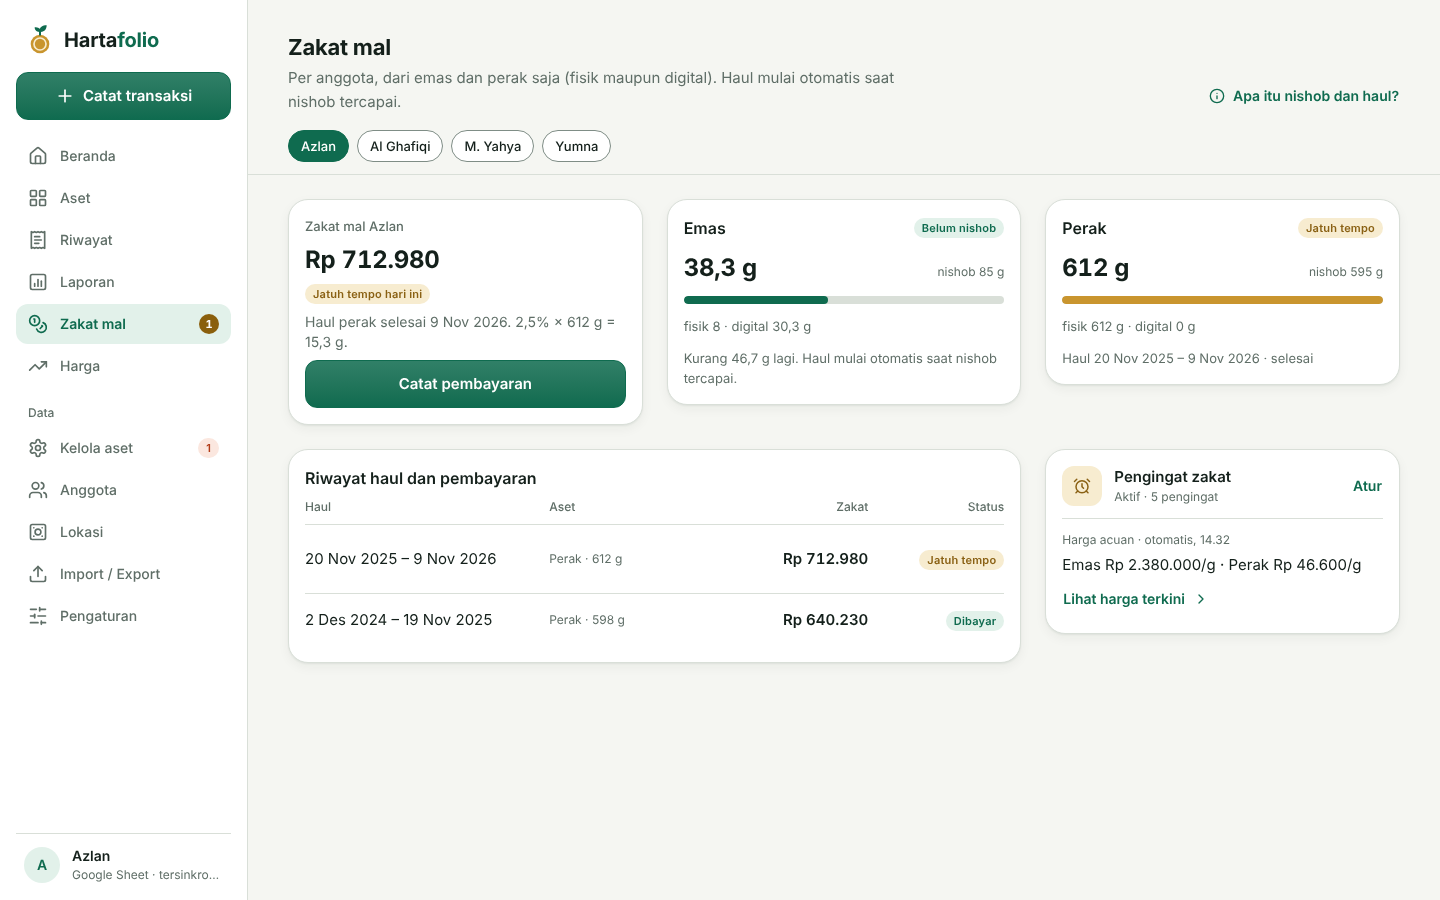 Hartafolio
Catat transaksi
Beranda
Aset
Riwayat
Laporan
Zakat mal 1
Harga
Data
Kelola aset 1
Anggota
Lokasi
Import / Export
Pengaturan
A
Azlan
Google Sheet · tersinkro...
Zakat mal
Per anggota, dari emas dan perak saja (fisik maupun digital). Haul mulai otomatis saat
nishob tercapai.
Apa itu nishob dan haul?
Azlan Al Ghafiqi M. Yahya Yumna
Zakat mal Azlan
Rp 712.980
Jatuh tempo hari ini
Haul perak selesai 9 Nov 2026. 2,5% × 612 g =
15,3 g.
Catat pembayaran
Emas Belum nishob
38,3 g nishob 85 g
fisik 8 · digital 30,3 g
Kurang 46,7 g lagi. Haul mulai otomatis saat nishob
tercapai.
Perak Jatuh tempo
612 g nishob 595 g
fisik 612 g · digital 0 g
Haul 20 Nov 2025 – 9 Nov 2026 · selesai
Riwayat haul dan pembayaran
Haul Aset Zakat Status
20 Nov 2025 – 9 Nov 2026 Perak · 612 g Rp 712.980 Jatuh tempo
2 Des 2024 – 19 Nov 2025 Perak · 598 g Rp 640.230 Dibayar
Pengingat zakat
Aktif · 5 pengingat
Atur
Harga acuan · otomatis, 14.32
Emas Rp 2.380.000/g · Perak Rp 46.600/g
Lihat harga terkini